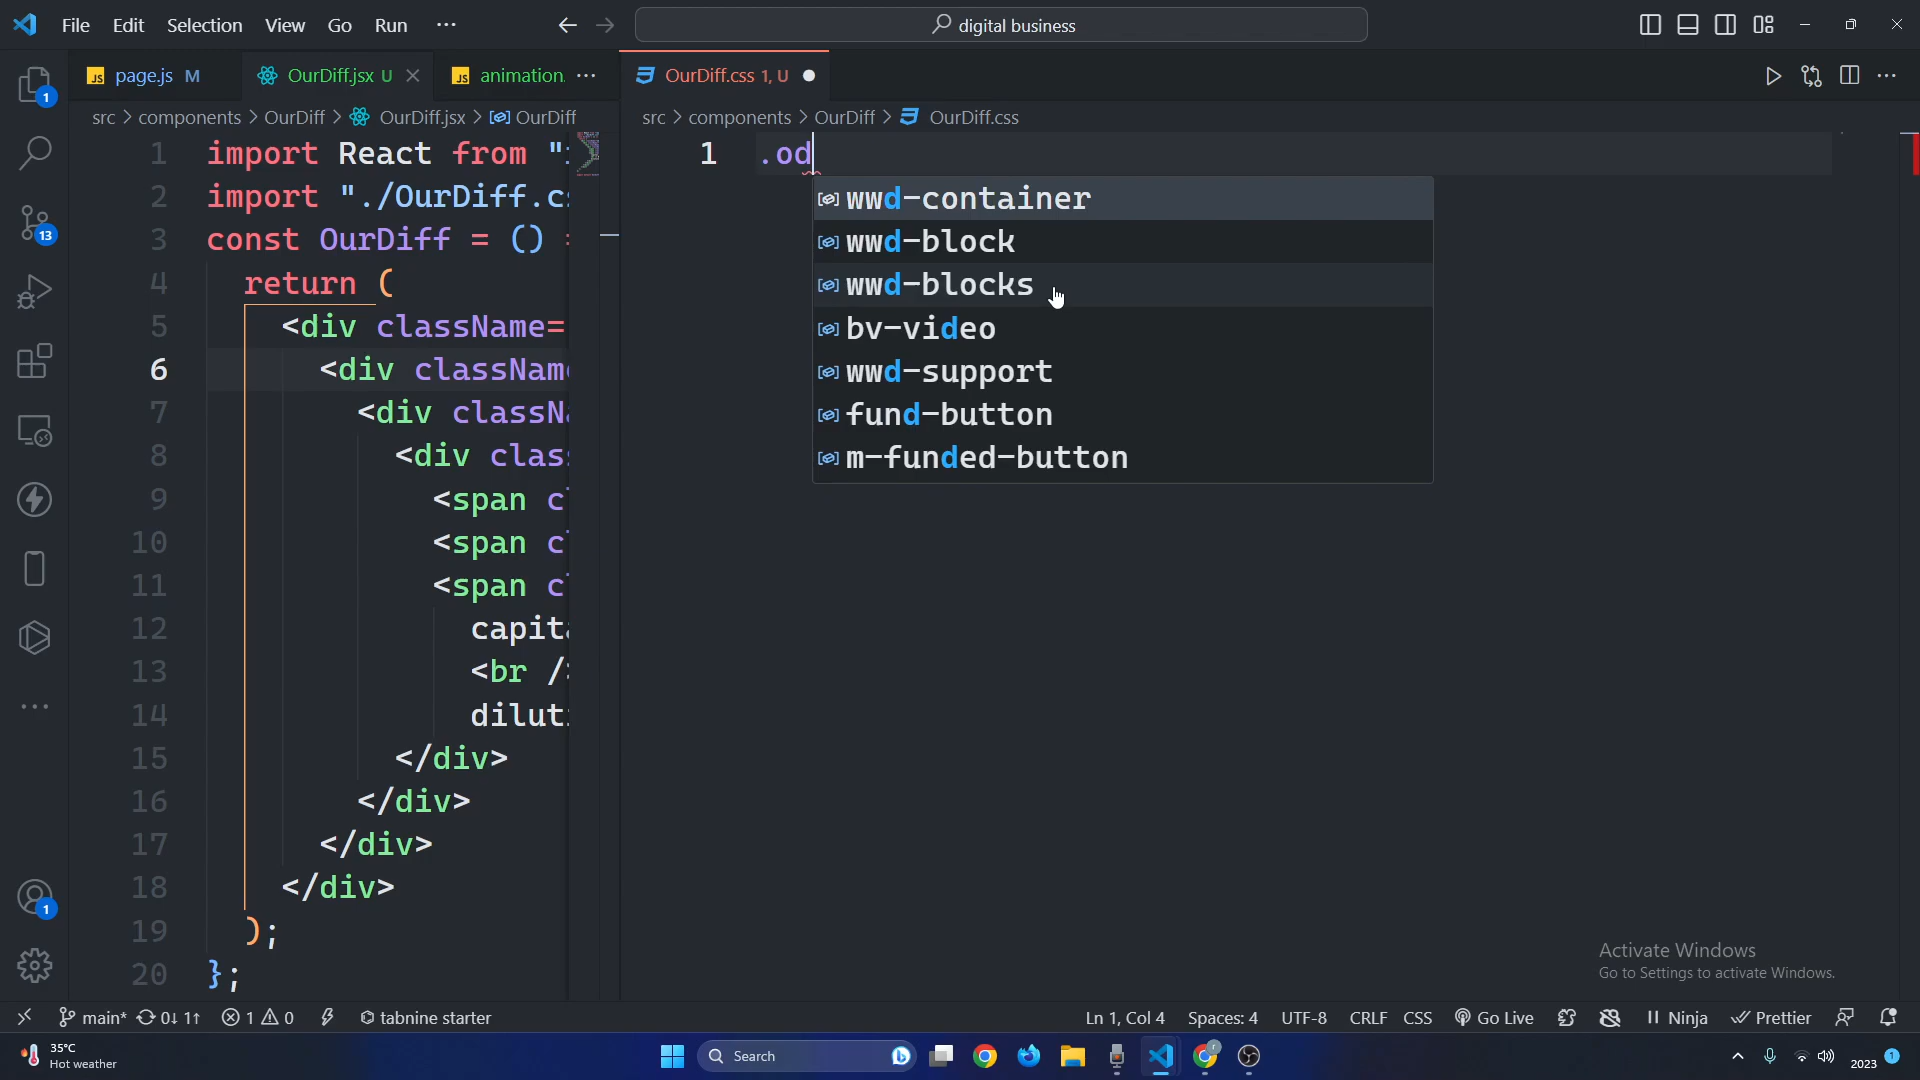 File Edit Selection View Go Run ···
digital business
JS page.js M
OurDiff.jsx U
JS animation. ···
OurDiff.css 1, U
src > components > OurDiff > OurDiff.jsx > OurDiff
src > components > OurDiff > OurDiff.css
1 import React from "
2 import "./OurDiff.c
3 const OurDiff = ()
4 return (
5 <div className=
6 <div classNam
7 <div classN
8 <div clas
9 <span c
10 <span c
11 <span c
12 capit
13 <br /
14 dilut
15 </div>
16 </div>
17 </div>
18 </div>
19 );
20 };
1 .od
wwd-container
wwd-block
wwd-blocks
bv-video
wwd-support
fund-button
m-funded-button
1
13
1
Activate Windows
Go to Settings to activate Windows.
main* 0↓ 1↑ 1 0 tabnine starter
Ln 1, Col 4 Spaces: 4 UTF-8 CRLF CSS Go Live Ninja Prettier
35°C
Hot weather
Search
2023 1